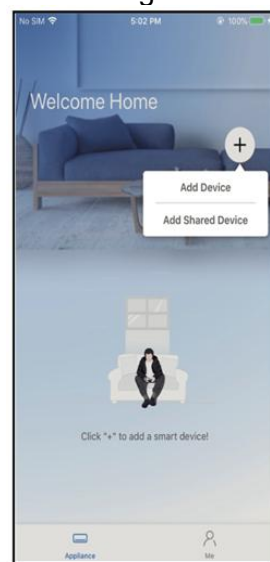 No SIM 5:02 PM 100%
Welcome Home
+
Add Device
Add Shared Device
Click "+" to add a smart device!
Appliance Me